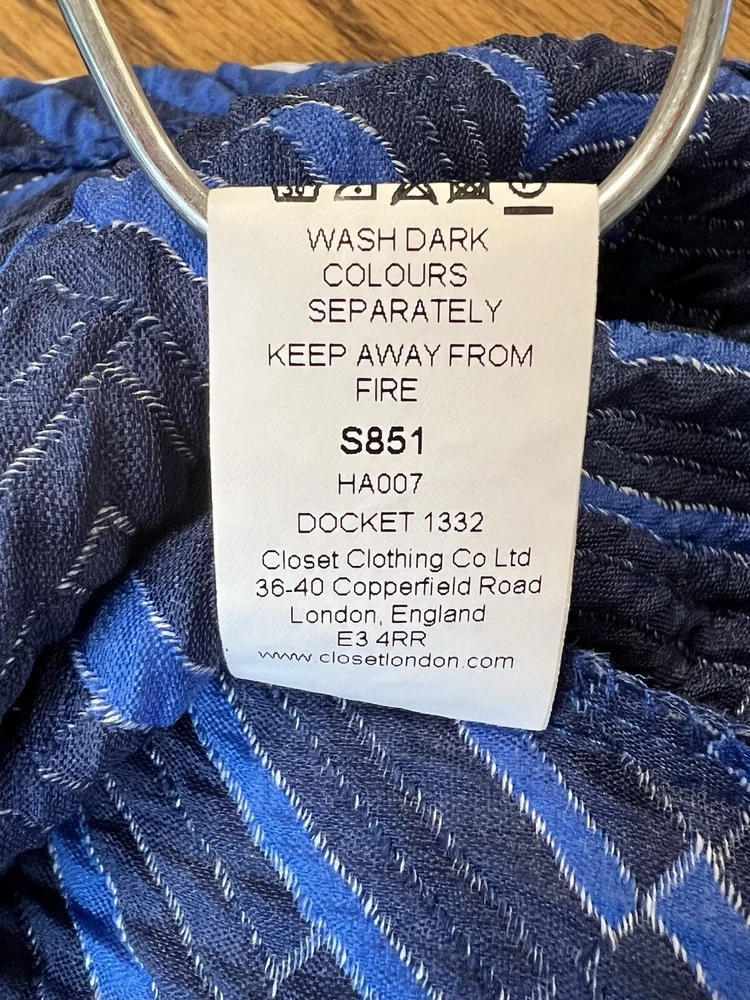 WASH DARK
COLOURS
SEPARATELY
KEEP AWAY FROM
FIRE
S851
HA007
DOCKET 1332
Closet Clothing Co Ltd
36-40 Copperfield Road
London, England
E3 4RR
www.closetlondon.com